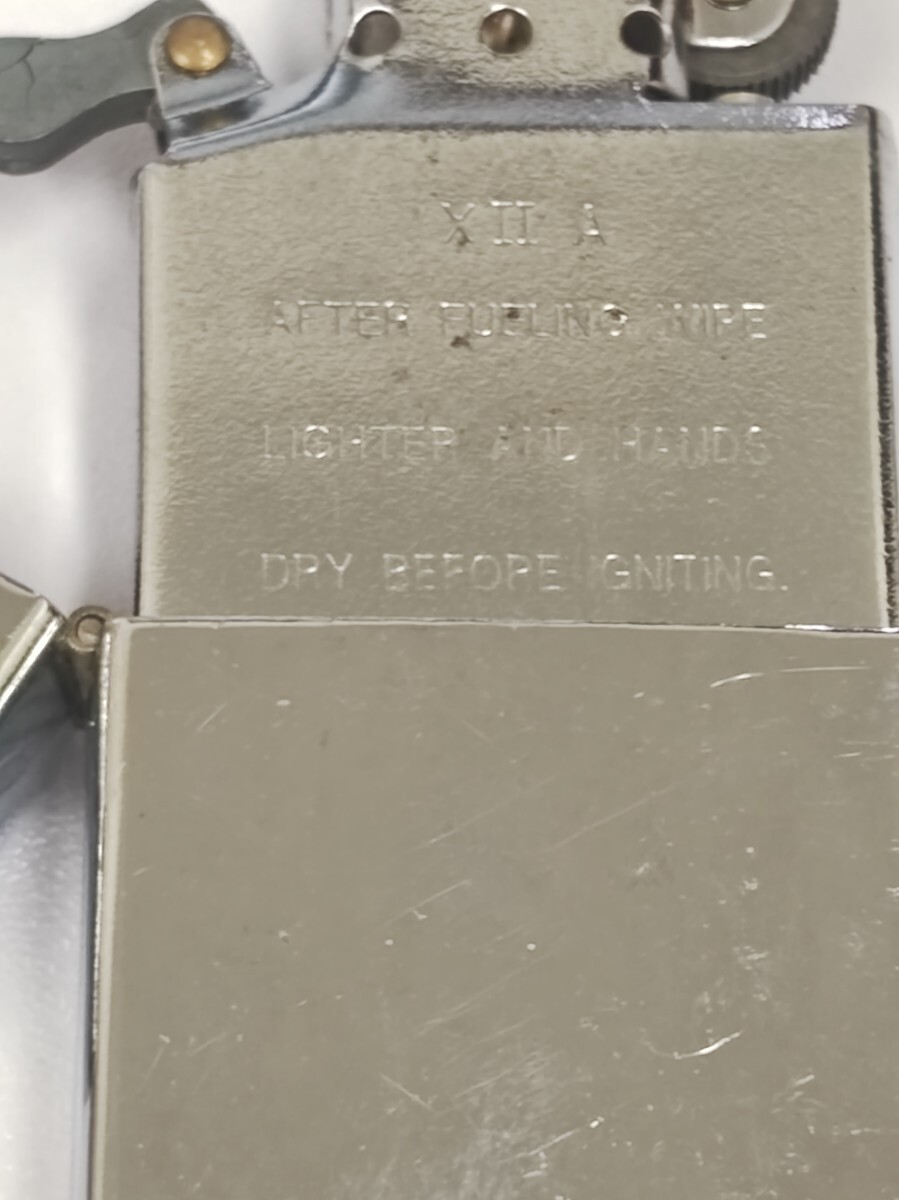 XII A
AFTER FUELING, WIPE
LIGHTER AND HANDS
DRY BEFORE IGNITING.